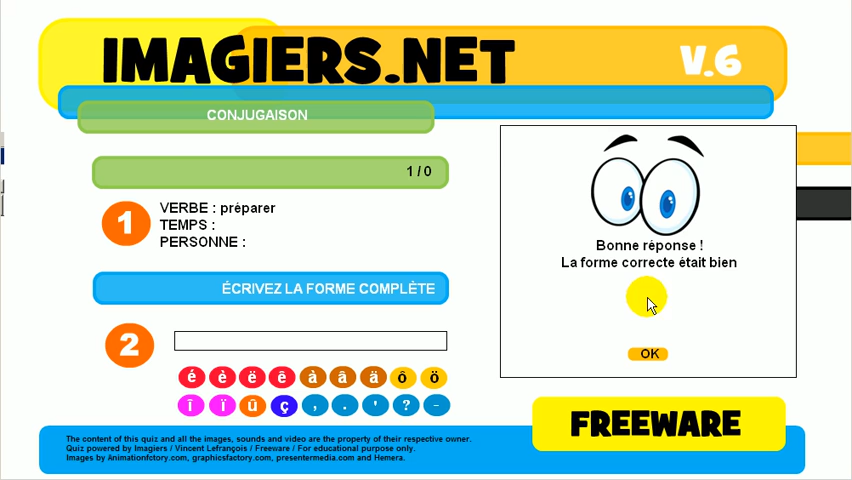 IMAGIERS.NET
V.6
CONJUGAISON
1 / 0
1
VERBE : préparer
TEMPS :
PERSONNE :
Bonne réponse !
La forme correcte était bien
OK
ÉCRIVEZ LA FORME COMPLÈTE
2
é è ë ê à â ä ô ö
î ï û ç , . ' ? -
FREEWARE
The content of this quiz and all the images, sounds and video are the property of their respective owner.
Quiz powered by Imagiers / Vincent Lefrançois / Freeware / For educational purpose only.
Images by Animationfctory.com, graphicsfactory.com, presentermedia.com and Hemera.